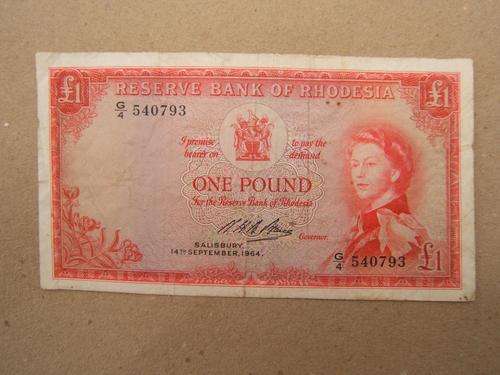 £1 RESERVE BANK OF RHODESIA £1
G/4 540793
I promise to pay the
bearer on demand
ONE POUND
For the Reserve Bank of Rhodesia
Governor.
SALISBURY,
14TH SEPTEMBER, 1964.
G/4 540793 £1